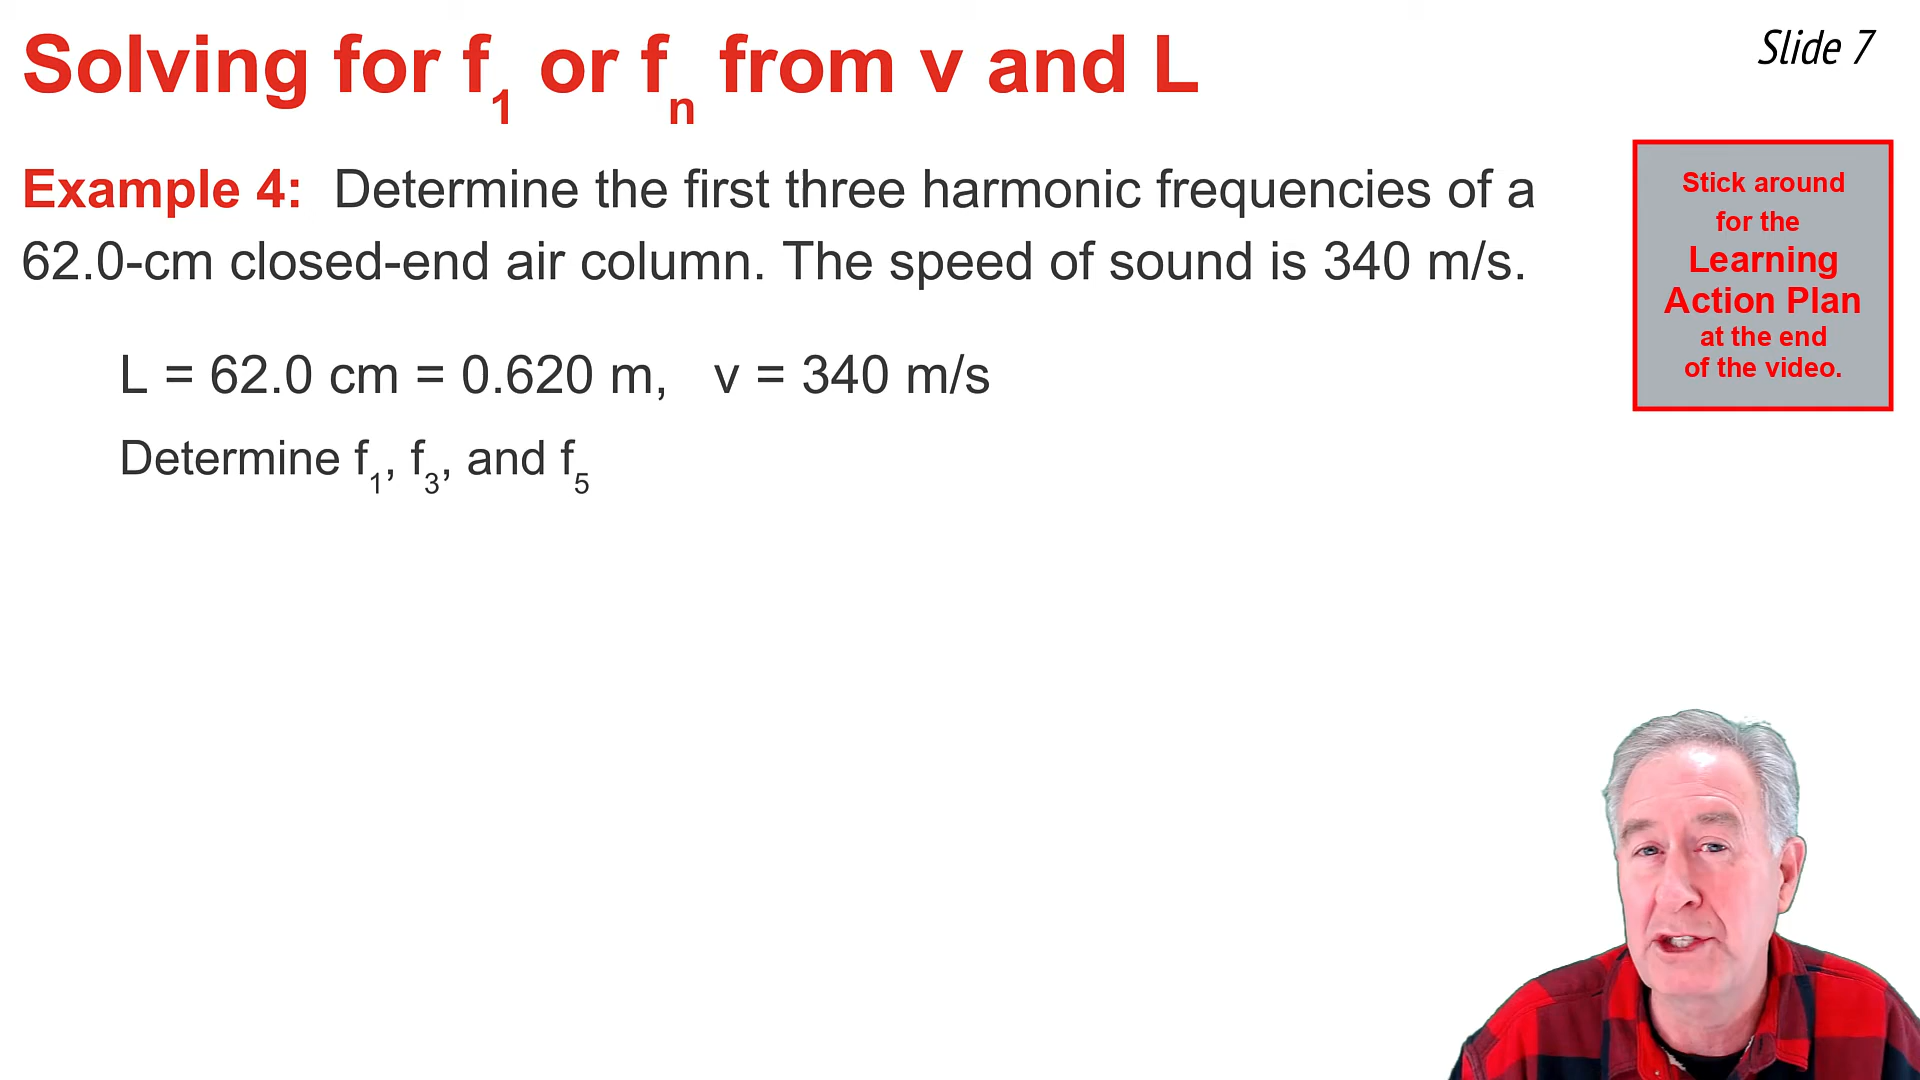 Solving for f1 or fn from v and L
Slide 7
Example 4: Determine the first three harmonic frequencies of a
62.0-cm closed-end air column. The speed of sound is 340 m/s.
Stick around
for the
Learning
Action Plan
at the end
of the video.
L = 62.0 cm = 0.620 m, v = 340 m/s
Determine f1, f3, and f5